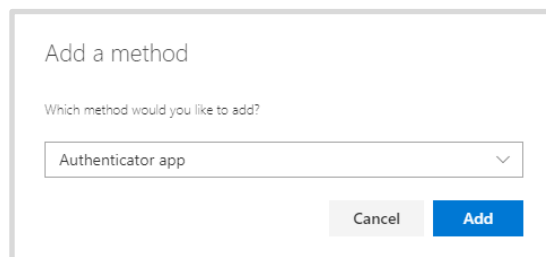 Add a method
Which method would you like to add?
Authenticator app
Cancel Add